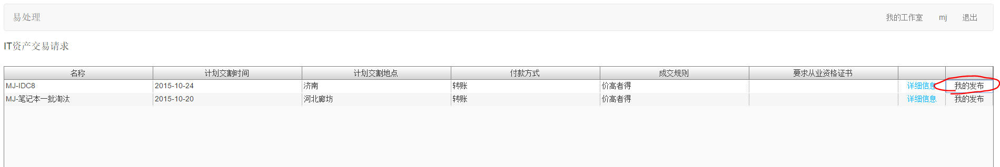 易处理 我的工作室 mj 退出
IT资产交易请求
名称 计划交割时间 计划交割地点 付款方式 成交规则 要求从业资格证书
MJ-IDC8 2015-10-24 济南 转账 价高者得 详细信息 我的发布
MJ-笔记本一批淘汰 2015-10-20 河北廊坊 转账 价高者得 详细信息 我的发布